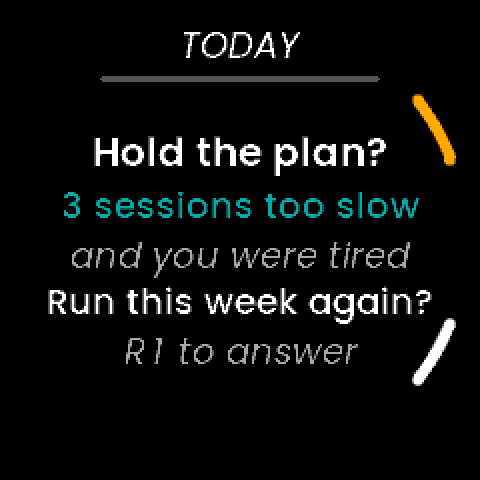 TODAY
Hold the plan?
3 sessions too slow
and you were tired
Run this week again?
R1 to answer